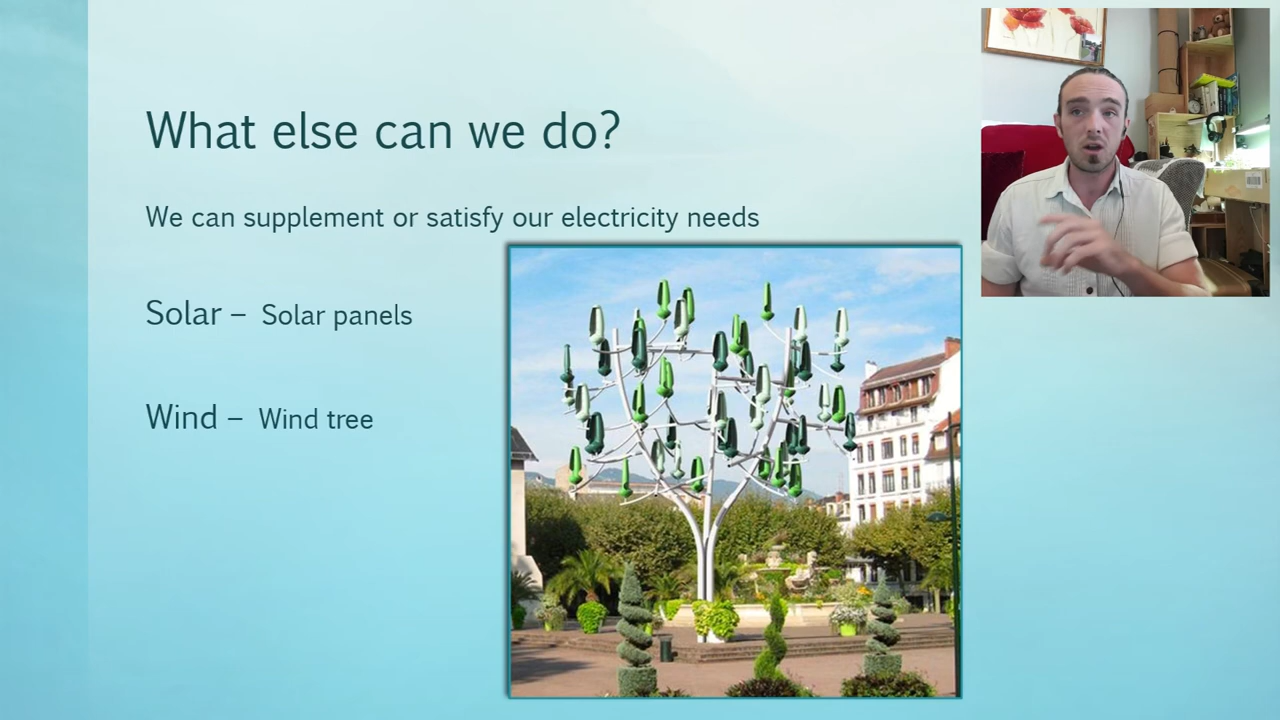 What else can we do?
We can supplement or satisfy our electricity needs
Solar – Solar panels
Wind – Wind tree